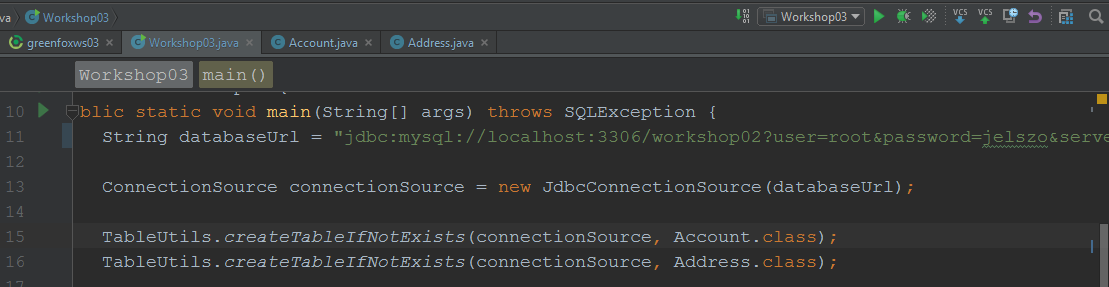 va Workshop03 Workshop03 VCS VCS
greenfoxws03 Workshop03.java Account.java Address.java
Workshop03 main()
10 blic static void main(String[] args) throws SQLException {
11 String databaseUrl = "jdbc:mysql://localhost:3306/workshop02?user=root&password=jelszo&serve
12
13 ConnectionSource connectionSource = new JdbcConnectionSource(databaseUrl);
14
15 TableUtils.createTableIfNotExists(connectionSource, Account.class);
16 TableUtils.createTableIfNotExists(connectionSource, Address.class);